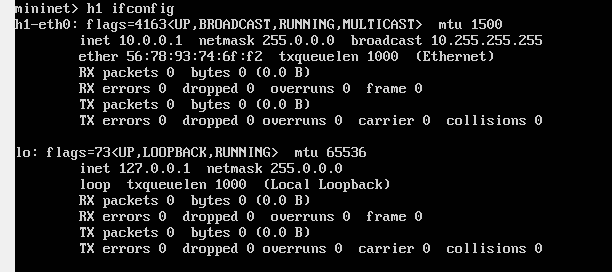 mininet> h1 ifconfig
h1-eth0: flags=4163<UP,BROADCAST,RUNNING,MULTICAST>  mtu 1500
        inet 10.0.0.1  netmask 255.0.0.0  broadcast 10.255.255.255
        ether 56:78:93:74:6f:f2  txqueuelen 1000  (Ethernet)
        RX packets 0  bytes 0 (0.0 B)
        RX errors 0  dropped 0  overruns 0  frame 0
        TX packets 0  bytes 0 (0.0 B)
        TX errors 0  dropped 0 overruns 0  carrier 0  collisions 0

lo: flags=73<UP,LOOPBACK,RUNNING>  mtu 65536
        inet 127.0.0.1  netmask 255.0.0.0
        loop  txqueuelen 1000  (Local Loopback)
        RX packets 0  bytes 0 (0.0 B)
        RX errors 0  dropped 0  overruns 0  frame 0
        TX packets 0  bytes 0 (0.0 B)
        TX errors 0  dropped 0 overruns 0  carrier 0  collisions 0